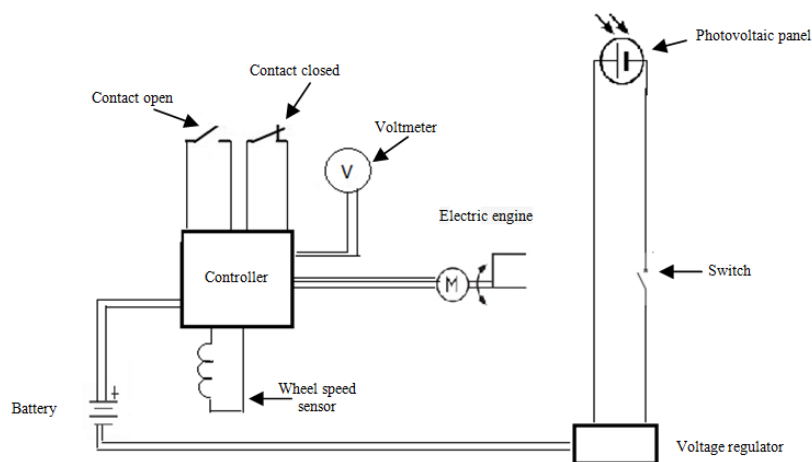 Photovoltaic panel
Contact closed
Contact open
Voltmeter
V
Electric engine
Controller
M
Switch
Wheel speed
sensor
+
Battery
Voltage regulator